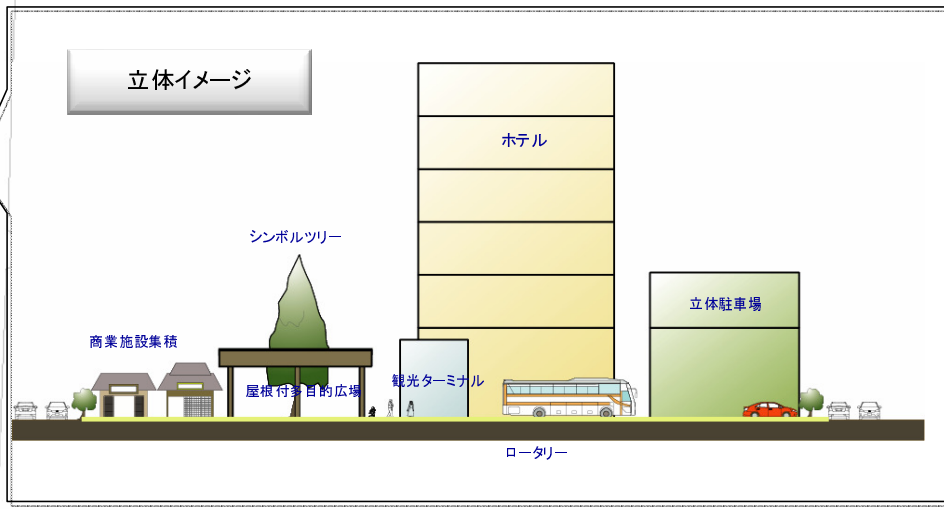 立体イメージ
ホテル
シンボルツリー
立体駐車場
商業施設集積
観光ターミナル
屋根付多目的広場
ロータリー